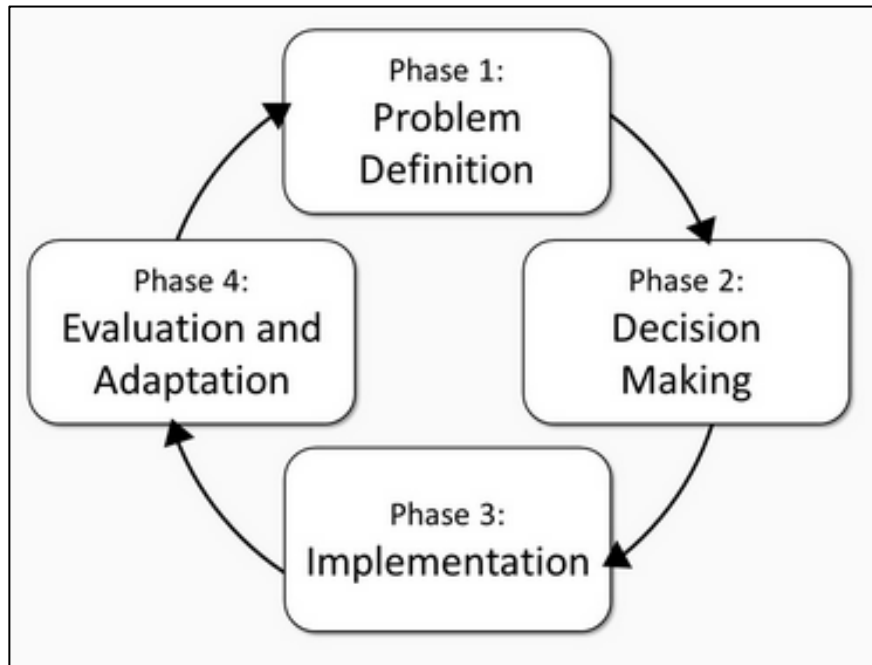 Phase 1:
Problem
Definition
Phase 2:
Decision
Making
Phase 3:
Implementation
Phase 4:
Evaluation and
Adaptation